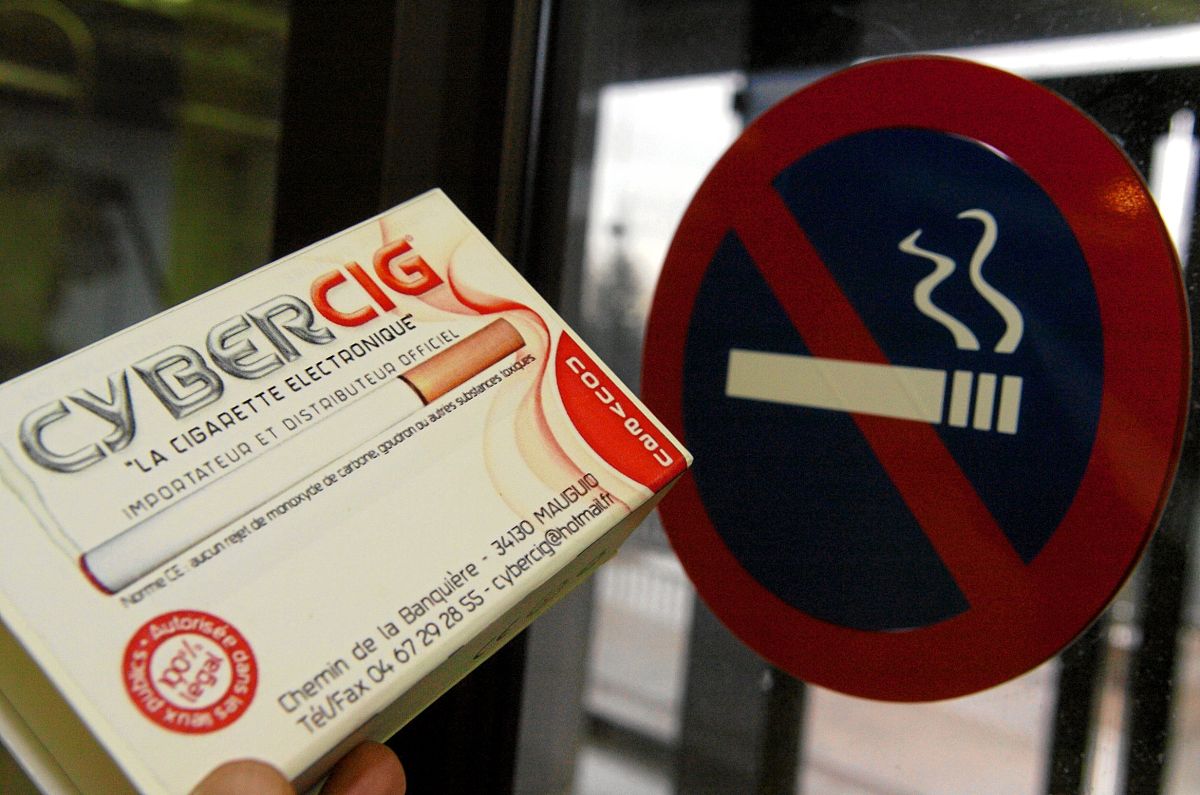 CYBERCIG®
"LA CIGARETTE ELECTRONIQUE"
IMPORTATEUR ET DISTRIBUTEUR OFFICIEL
Norme CE : aucun rejet de monoxyde de carbone, goudron ou autres substances toxiques
nouveau
Autorisée dans les lieux publics •
100%
legal
Chemin de la Banquière - 34130 MAUGUIO
Tél/Fax 04 67 29 28 55 - cybercig@hotmail.fr